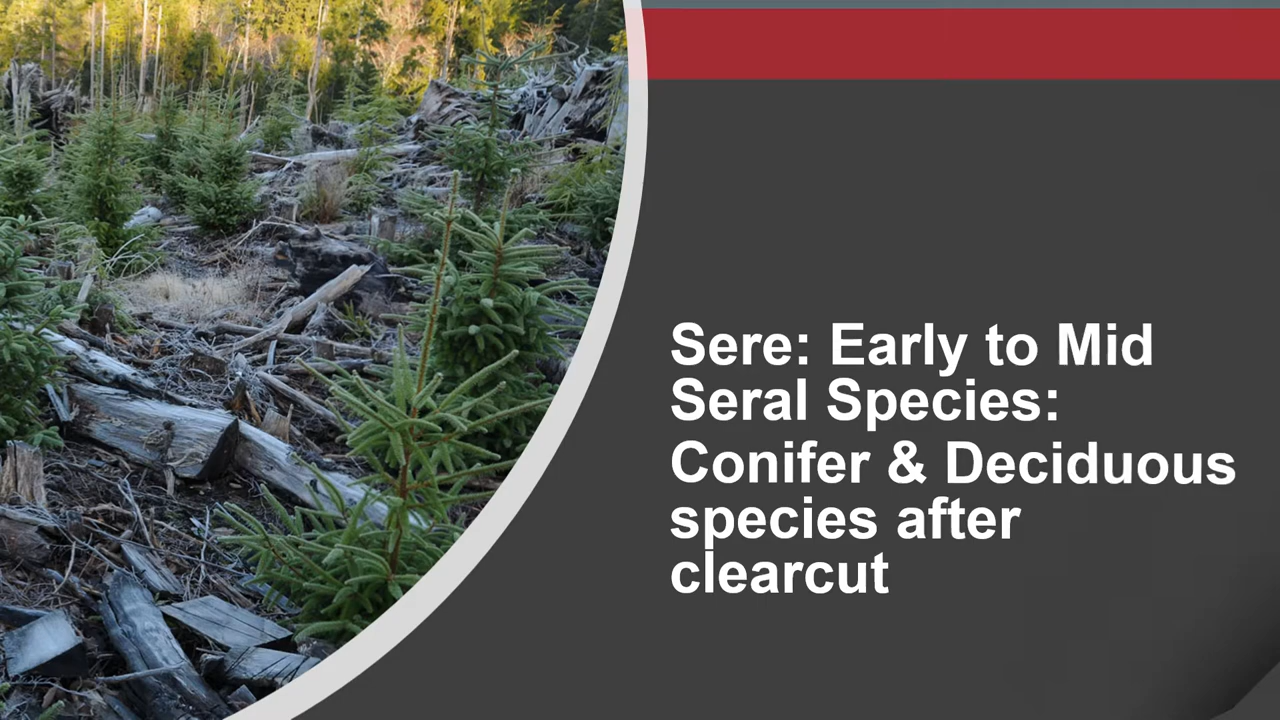 Sere: Early to Mid
Seral Species:
Conifer & Deciduous
species after
clearcut